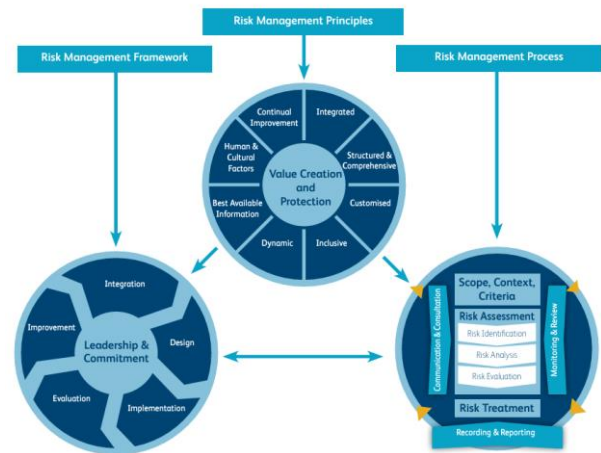 Risk Management Principles
Risk Management Framework
Risk Management Process
Continual
Improvement
Integrated
Human &
Cultural
Factors
Structured &
Comprehensive
Value Creation
and
Protection
Best Available
Information
Customised
Dynamic
Inclusive
Integration
Improvement
Design
Leadership &
Commitment
Evaluation
Implementation
Scope, Context,
Criteria
Communication & Consultation
Risk Assessment
Risk Identification
Risk Analysis
Risk Evaluation
Monitoring & Review
Risk Treatment
Recording & Reporting